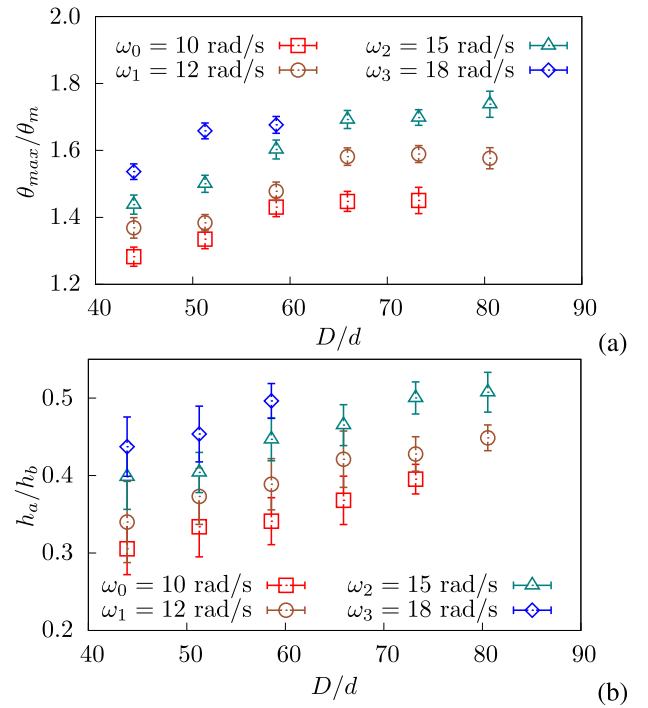 ω₀ = 10 rad/s ω₂ = 15 rad/s
ω₁ = 12 rad/s ω₃ = 18 rad/s
2.0
1.8
1.6
1.4
1.2
θₘₐₓ/θₘ
40 50 60 70 80 90
D/d
(a)
0.5
0.4
0.3
0.2
hₐ/h_b
ω₀ = 10 rad/s ω₂ = 15 rad/s
ω₁ = 12 rad/s ω₃ = 18 rad/s
40 50 60 70 80 90
D/d
(b)